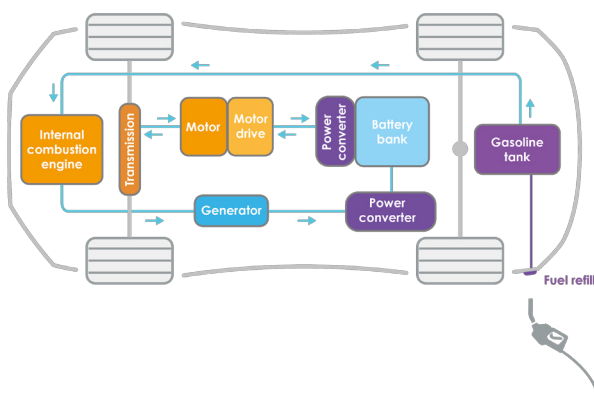 Internal
combustion
engine
Transmission
Motor
Motor
drive
Power
converter
Battery
bank
Gasoline
tank
Generator
Power
converter
Fuel refill